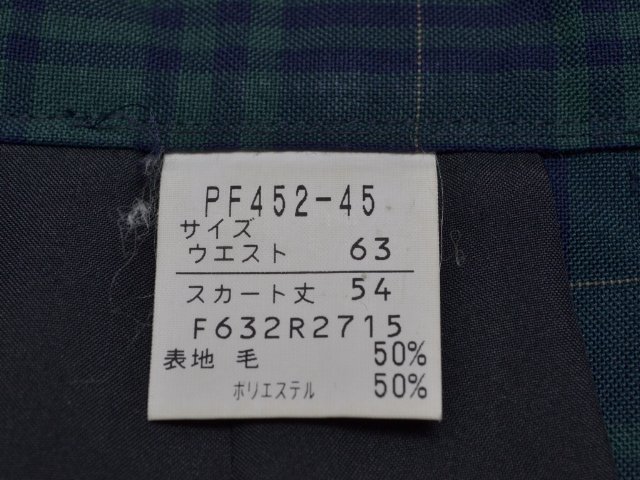 PF452-45
サイズ
ウエスト 63
スカート丈 54
F632R2715
表地 毛 50%
ポリエステル 50%